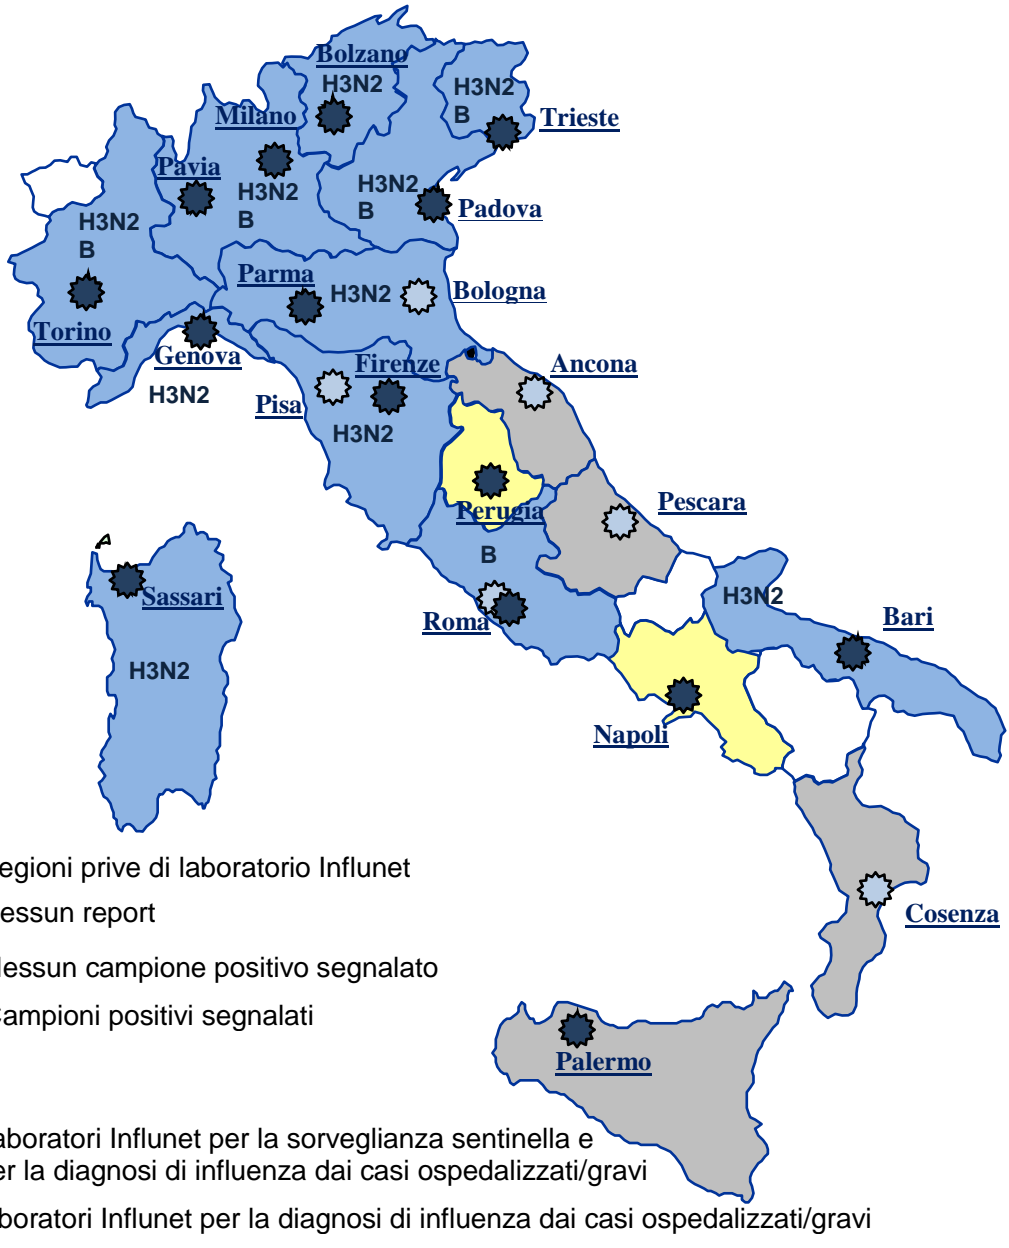 Bolzano
H3N2
H3N2
B
Milano
Trieste
Pavia
H3N2
B
H3N2
B
Padova
H3N2
B
Parma
H3N2
Bologna
Torino
Genova
H3N2
Firenze
Ancona
Pisa
H3N2
Perugia
Pescara
B
Sassari
H3N2
Bari
Roma
H3N2
Napoli
egioni prive di laboratorio Influnet
essun report
essun campione positivo segnalato
ampioni positivi segnalati
Cosenza
Palermo
aboratori Influnet per la sorveglianza sentinella e
er la diagnosi di influenza dai casi ospedalizzati/gravi
boratori Influnet per la diagnosi di influenza dai casi ospedalizzati/gravi